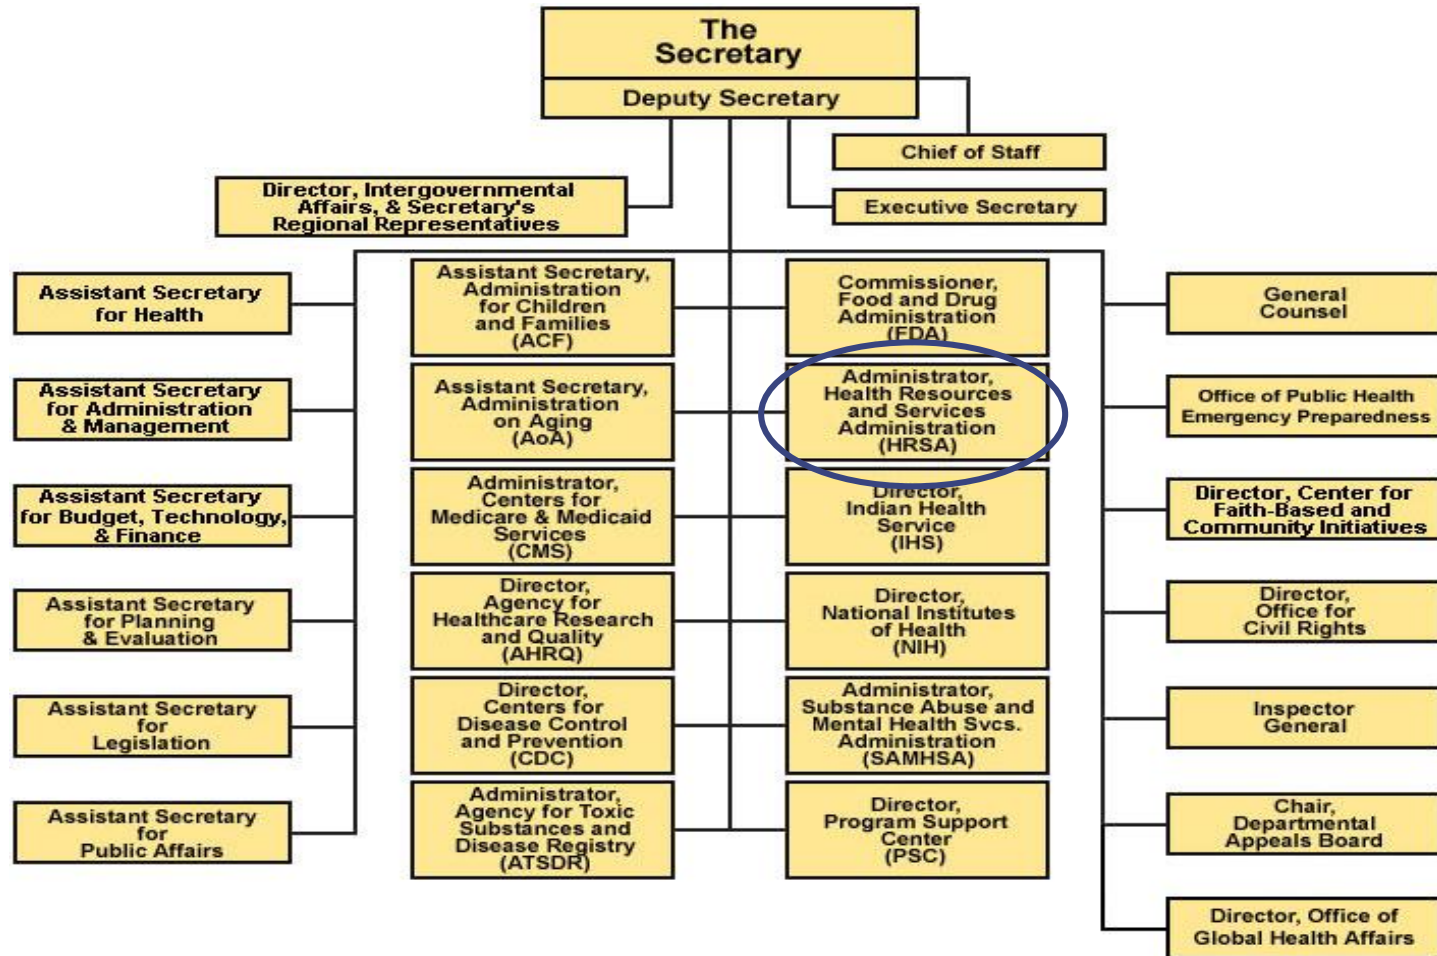 The
Secretary
Deputy Secretary
Chief of Staff
Director, Intergovernmental
Affairs, & Secretary's
Regional Representatives
Executive Secretary
Assistant Secretary
for Health
Assistant Secretary
for Administration
& Management
Assistant Secretary
for Budget, Technology,
& Finance
Assistant Secretary
for Planning
& Evaluation
Assistant Secretary
for
Legislation
Assistant Secretary
for
Public Affairs
Assistant Secretary,
Administration
for Children
and Families
(ACF)
Assistant Secretary,
Administration
on Aging
(AoA)
Administrator,
Centers for
Medicare & Medicaid
Services
(CMS)
Director,
Agency for
Healthcare Research
and Quality
(AHRQ)
Director,
Centers for
Disease Control
and Prevention
(CDC)
Administrator,
Agency for Toxic
Substances and
Disease Registry
(ATSDR)
Commissioner,
Food and Drug
Administration
(FDA)
Administrator,
Health Resources
and Services
Administration
(HRSA)
Director,
Indian Health
Service
(IHS)
Director,
National Institutes
of Health
(NIH)
Administrator,
Substance Abuse and
Mental Health Svcs.
Administration
(SAMHSA)
Director,
Program Support
Center
(PSC)
General
Counsel
Office of Public Health
Emergency Preparedness
Director, Center for
Faith-Based and
Community Initiatives
Director,
Office for
Civil Rights
Inspector
General
Chair,
Departmental
Appeals Board
Director, Office of
Global Health Affairs